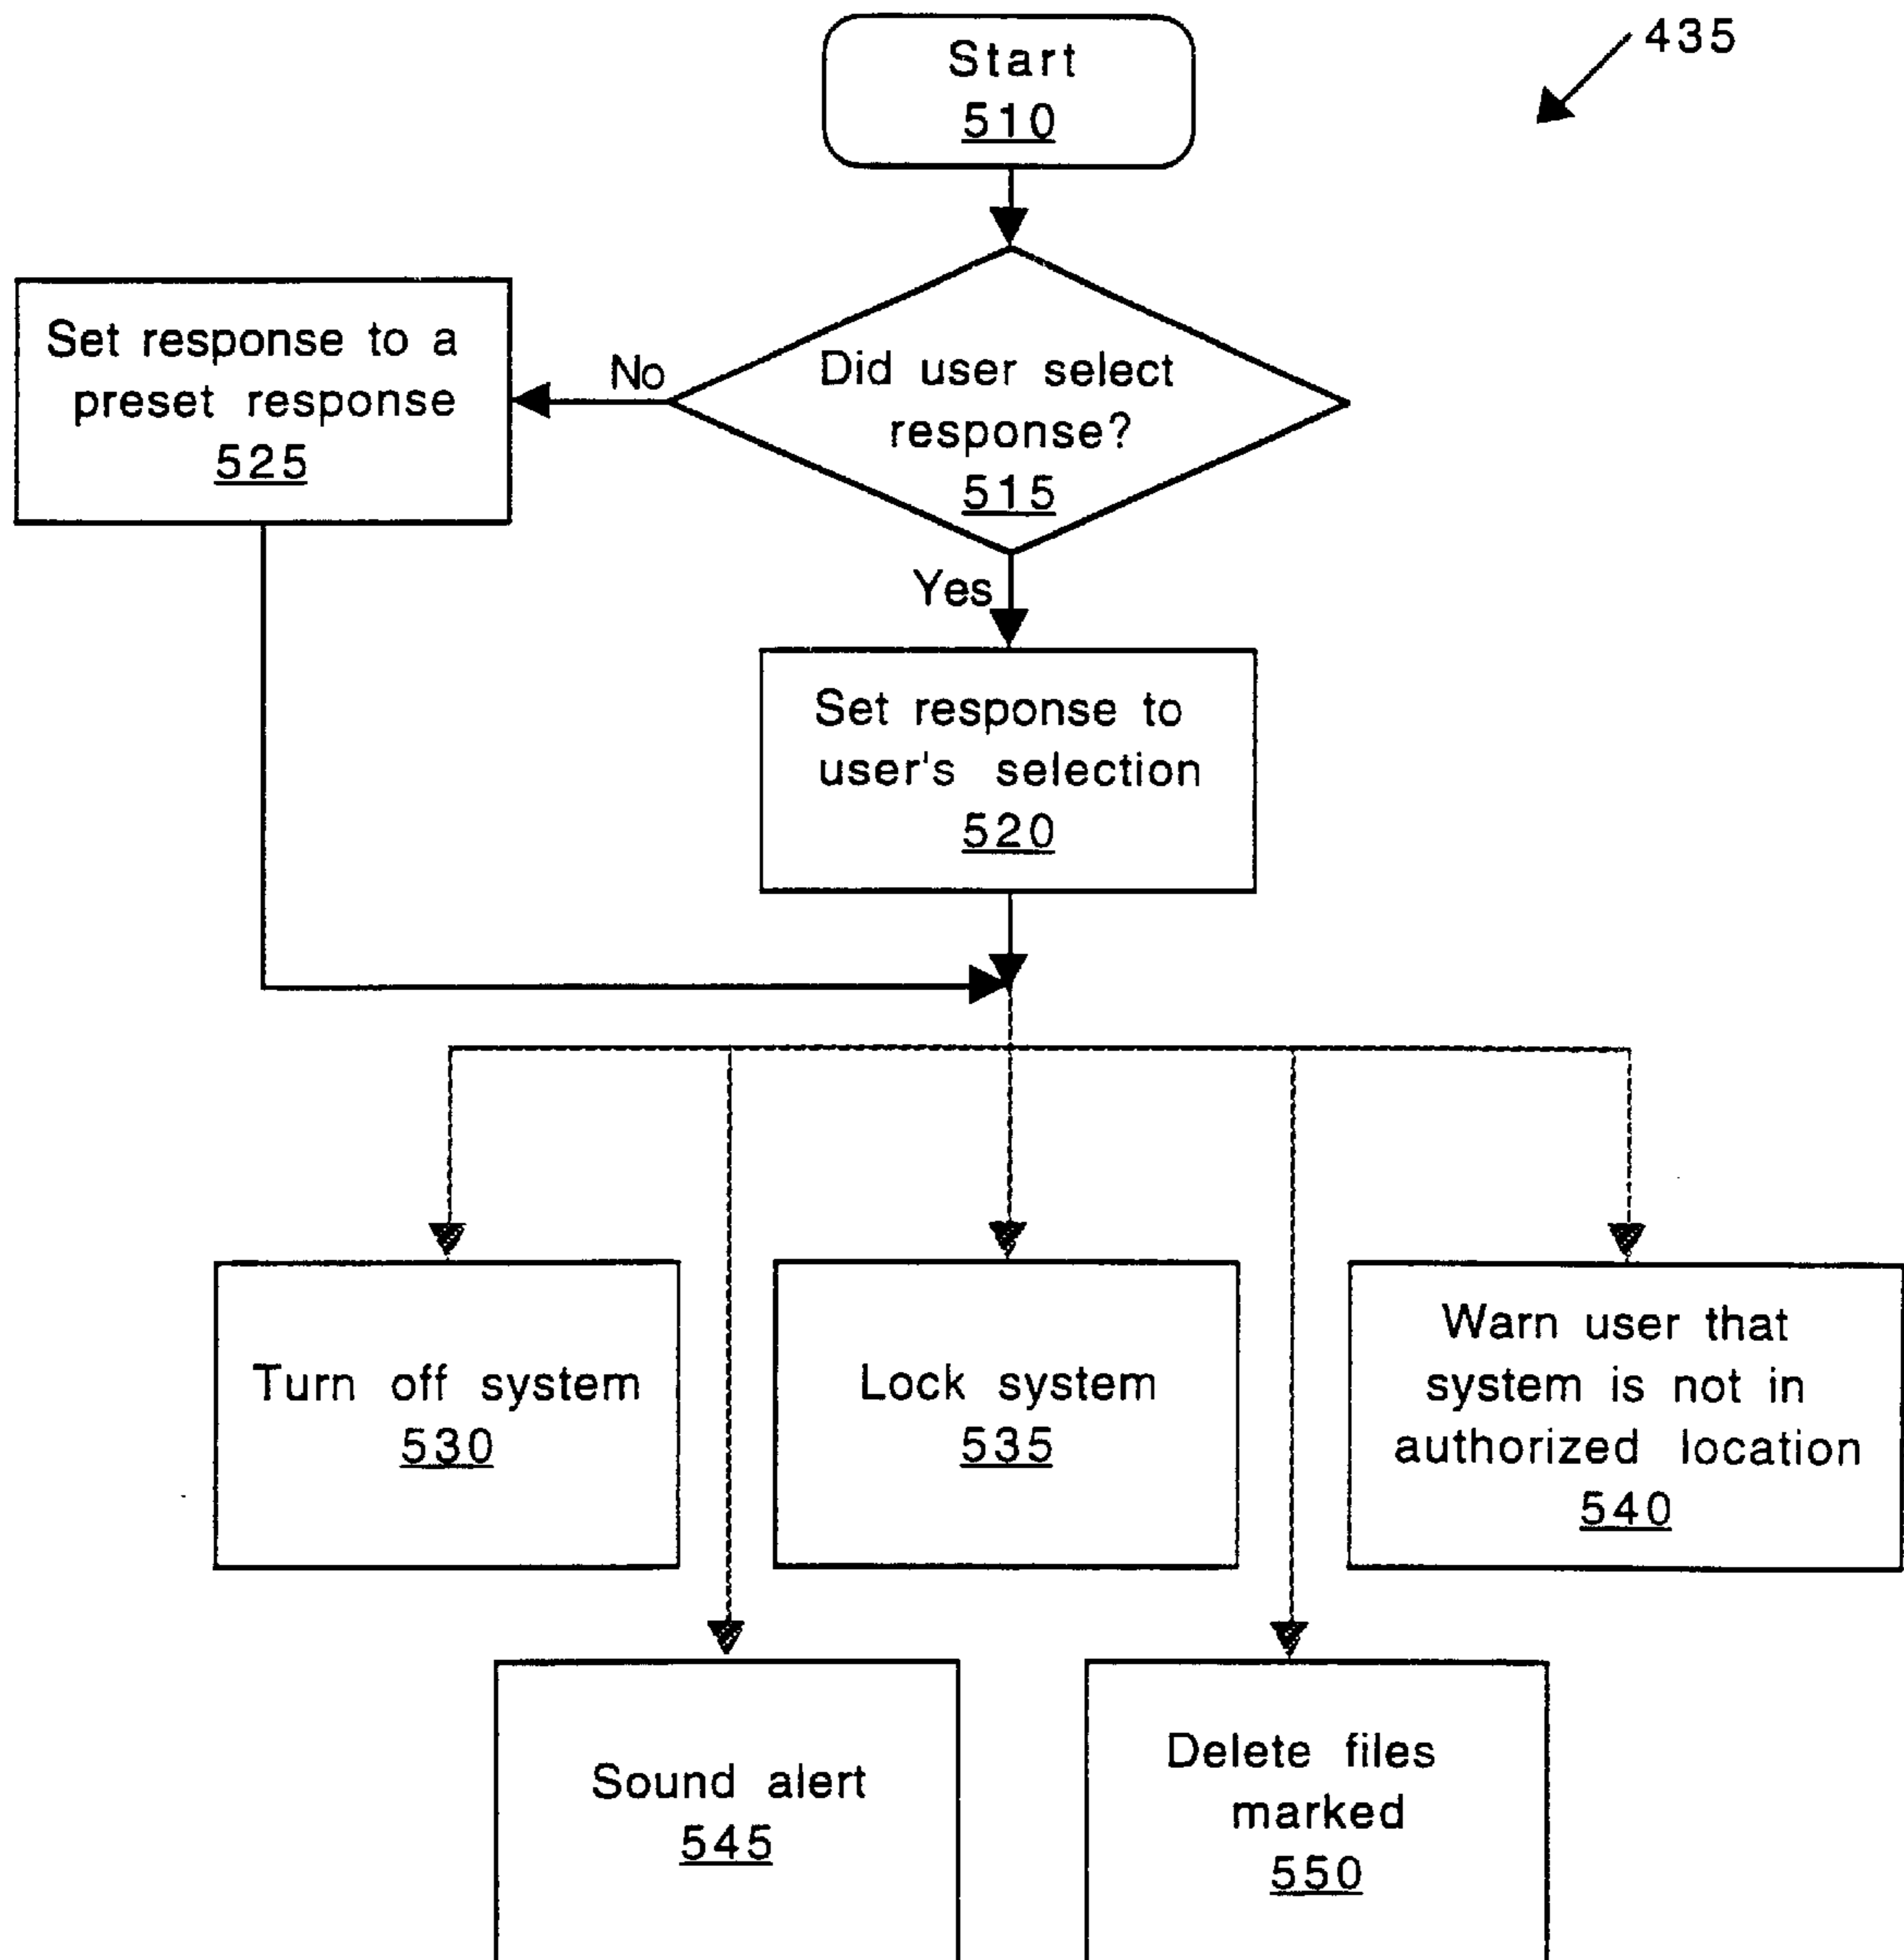 435
Start
510
Did user select
response?
515
No
Set response to a
preset response
525
Yes
Set response to
user's selection
520
Turn off system
530
Lock system
535
Warn user that
system is not in
authorized location
540
Sound alert
545
Delete files
marked
550